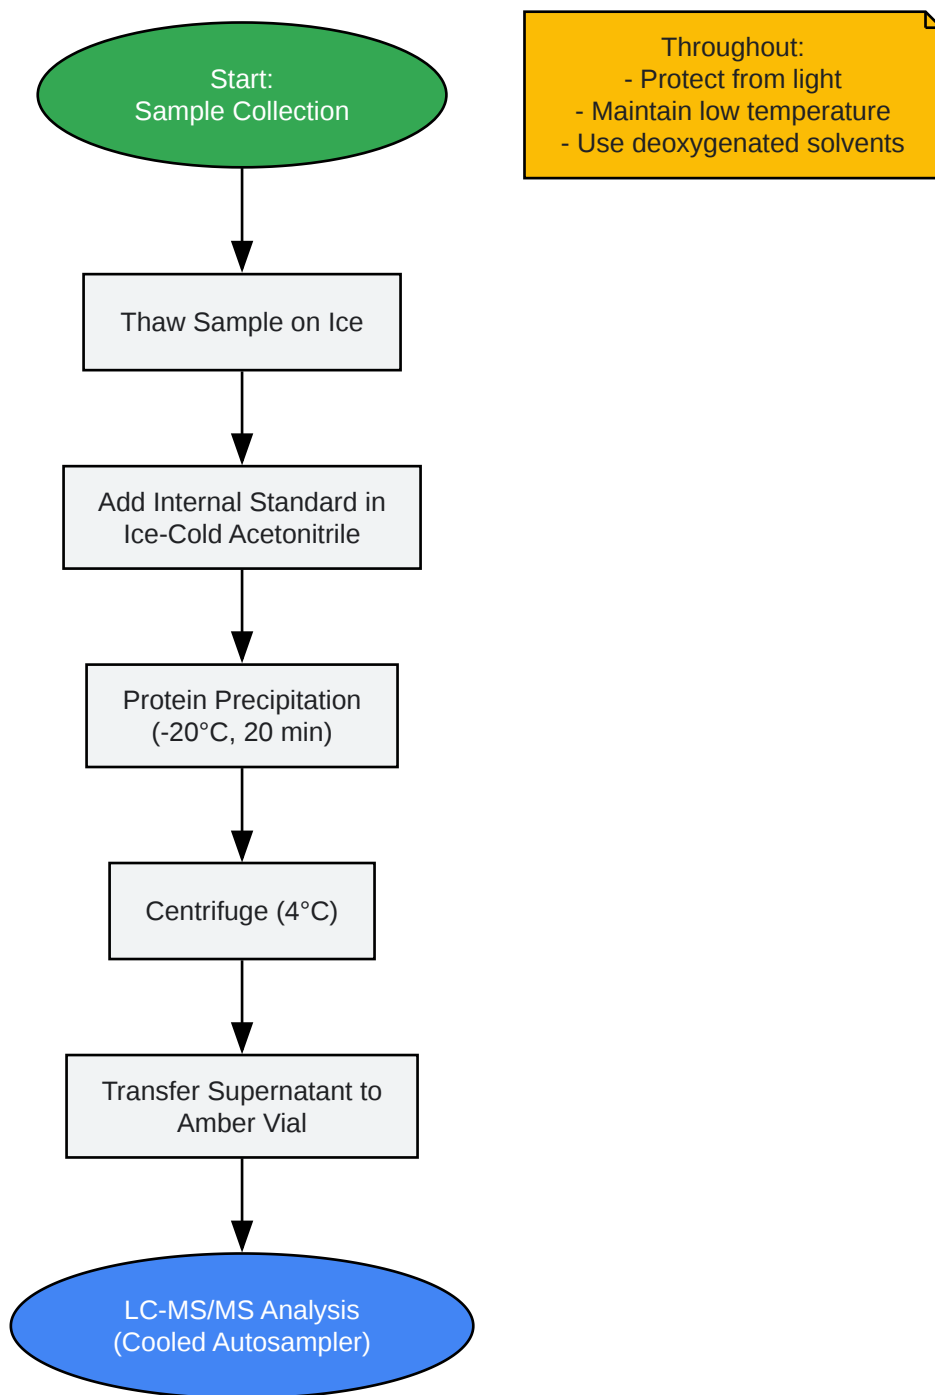 Start:
Sample Collection
Throughout:
- Protect from light
- Maintain low temperature
- Use deoxygenated solvents
Thaw Sample on Ice
Add Internal Standard in
Ice-Cold Acetonitrile
Protein Precipitation
(-20°C, 20 min)
Centrifuge (4°C)
Transfer Supernatant to
Amber Vial
LC-MS/MS Analysis
(Cooled Autosampler)